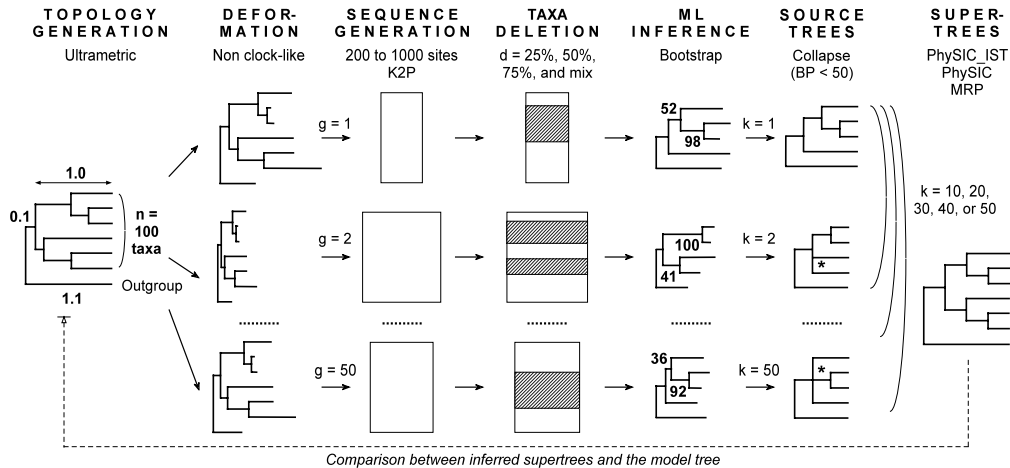 TOPOLOGY
GENERATION
Ultrametric
DEFOR-
MATION
Non clock-like
SEQUENCE
GENERATION
200 to 1000 sites
K2P
TAXA
DELETION
d = 25%, 50%,
75%, and mix
ML
INFERENCE
Bootstrap
SOURCE
TREES
Collapse
(BP < 50)
SUPER-
TREES
PhySIC_IST
PhySIC
MRP
1.0
0.1
n =
100
taxa
Outgroup
1.1
g = 1
52
98
k = 1
g = 2
100
41
k = 2
*
..........
..........
..........
..........
..........
g = 50
36
92
k = 50
*
k = 10, 20,
30, 40, or 50
Comparison between inferred supertrees and the model tree